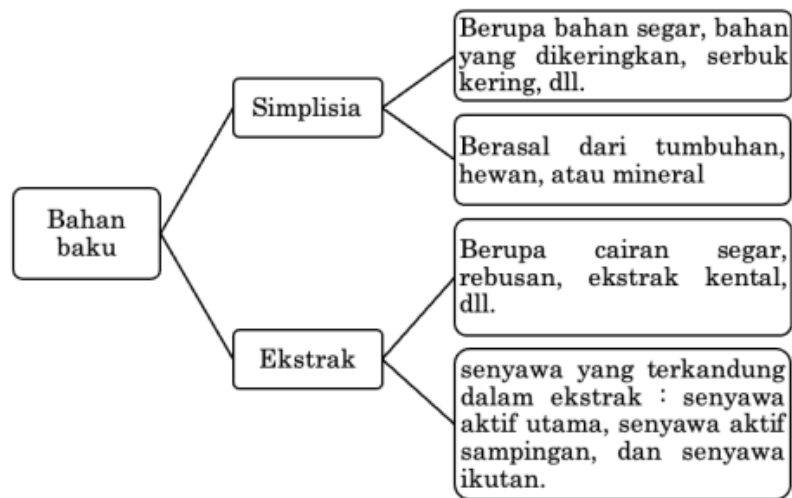 Bahan
baku
Simplisia
Berupa bahan segar, bahan
yang dikeringkan, serbuk
kering, dll.
Berasal dari tumbuhan,
hewan, atau mineral
Ekstrak
Berupa cairan segar,
rebusan, ekstrak kental,
dll.
senyawa yang terkandung
dalam ekstrak : senyawa
aktif utama, senyawa aktif
sampingan, dan senyawa
ikutan.